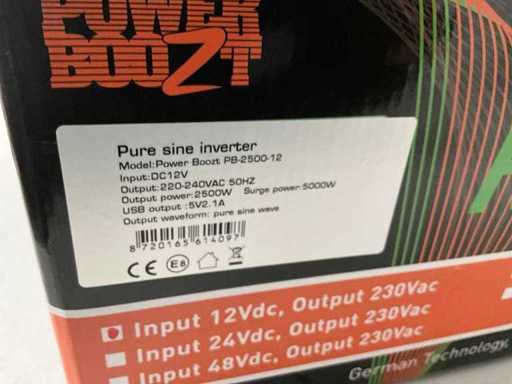 POWER
BOOZT
Pure sine inverter
Model:Power Boozt PB-2500-12
Input:DC12V
Output:220-240VAC 50HZ
Output power:2500W Surge power:5000W
USB output :5V2.1A
Output waveform: pure sine wave
8 720165 614097
CE E8
Input 12Vdc, Output 230Vac
Input 24Vdc, Output 230Vac
Input 48Vdc, Output 230Vac
German Technology,